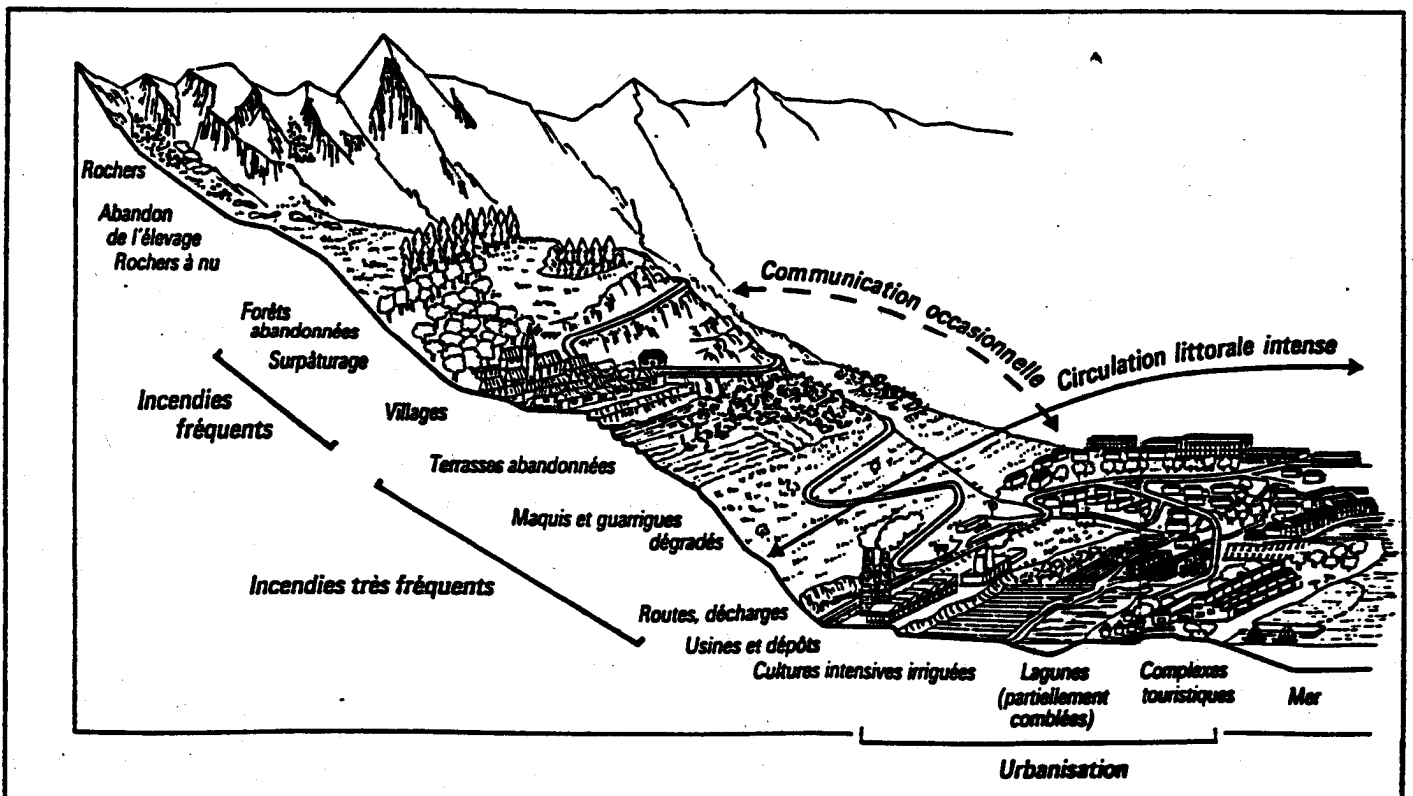 Rochers
Abandon
de l'élevage
Rochers à nu
Forêts
abandonnées
Surpâturage
Incendies
fréquents
Villages
Terrasses abandonnées
Maquis et guarrigues
dégradés
Incendies très fréquents
Routes, décharges
Usines et dépôts
Cultures intensives irriguées
Lagunes
(partiellement
comblées)
Complexes
touristiques
Mer
Urbanisation
Communication occasionnelle
Circulation littorale intense